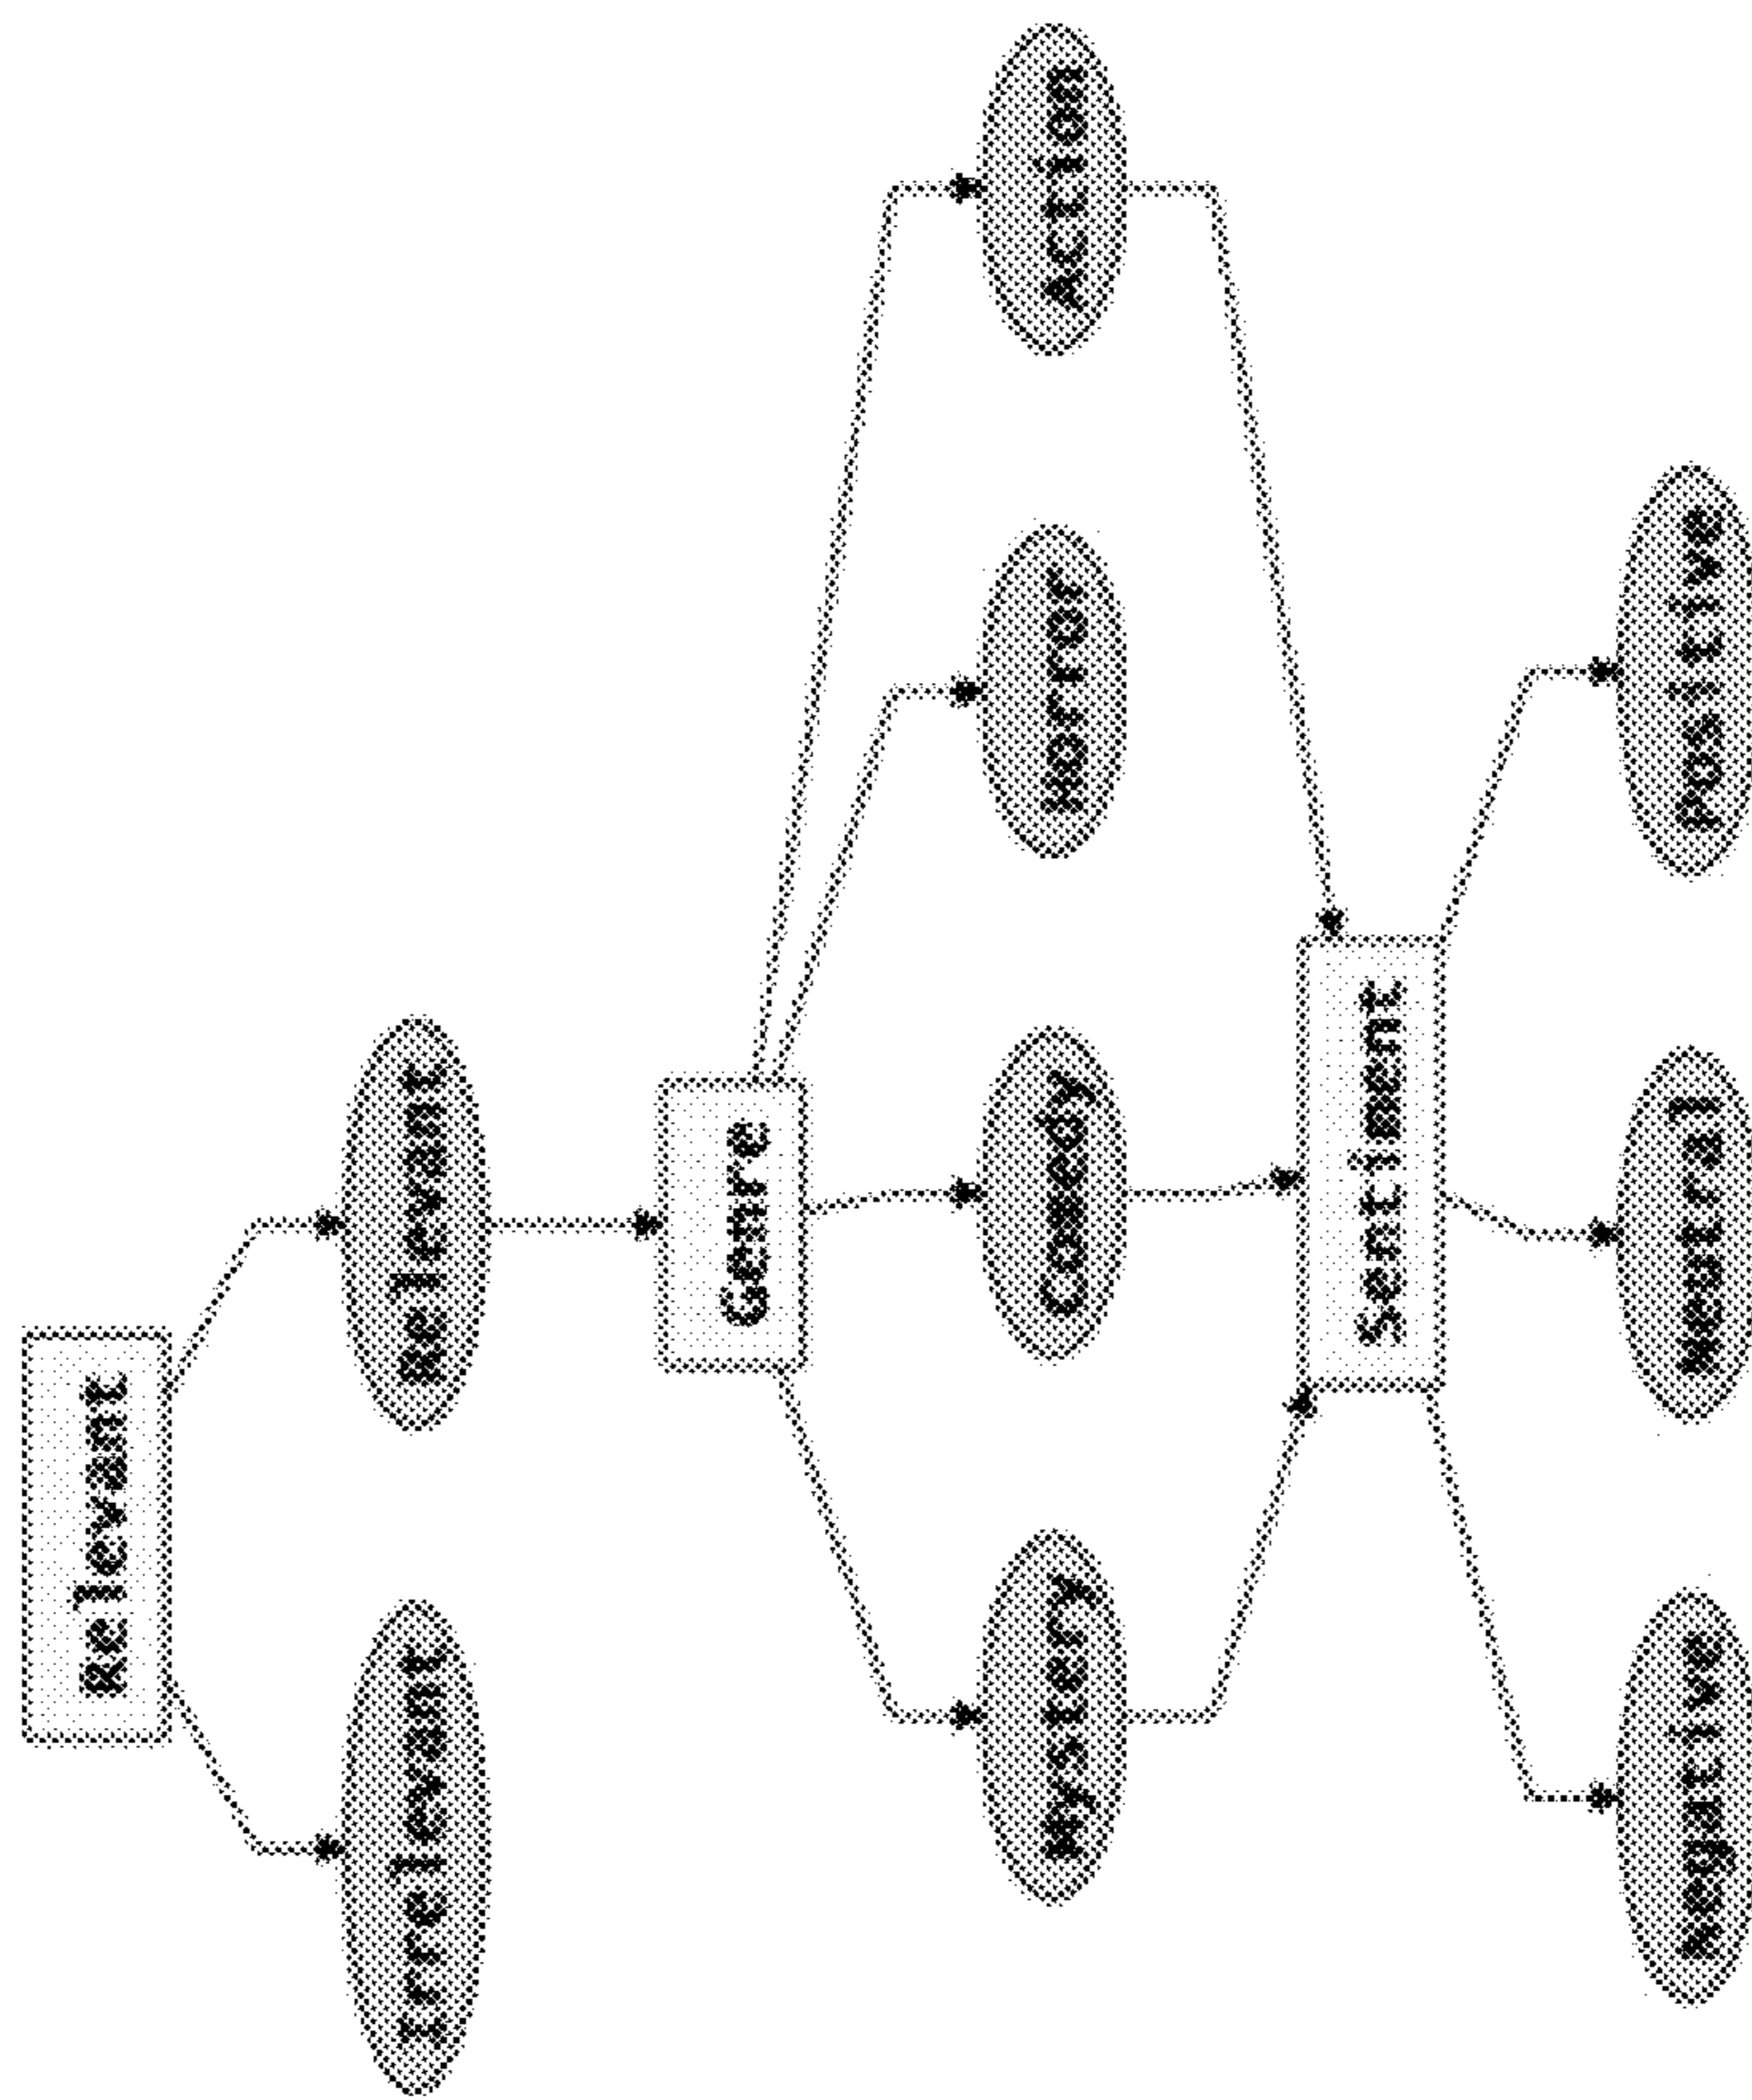 Relevant
Irrelevant
Relevant
Genre
Mystery
Comedy
Horror
Action
Sentiment
Negative
Neutral
Positive